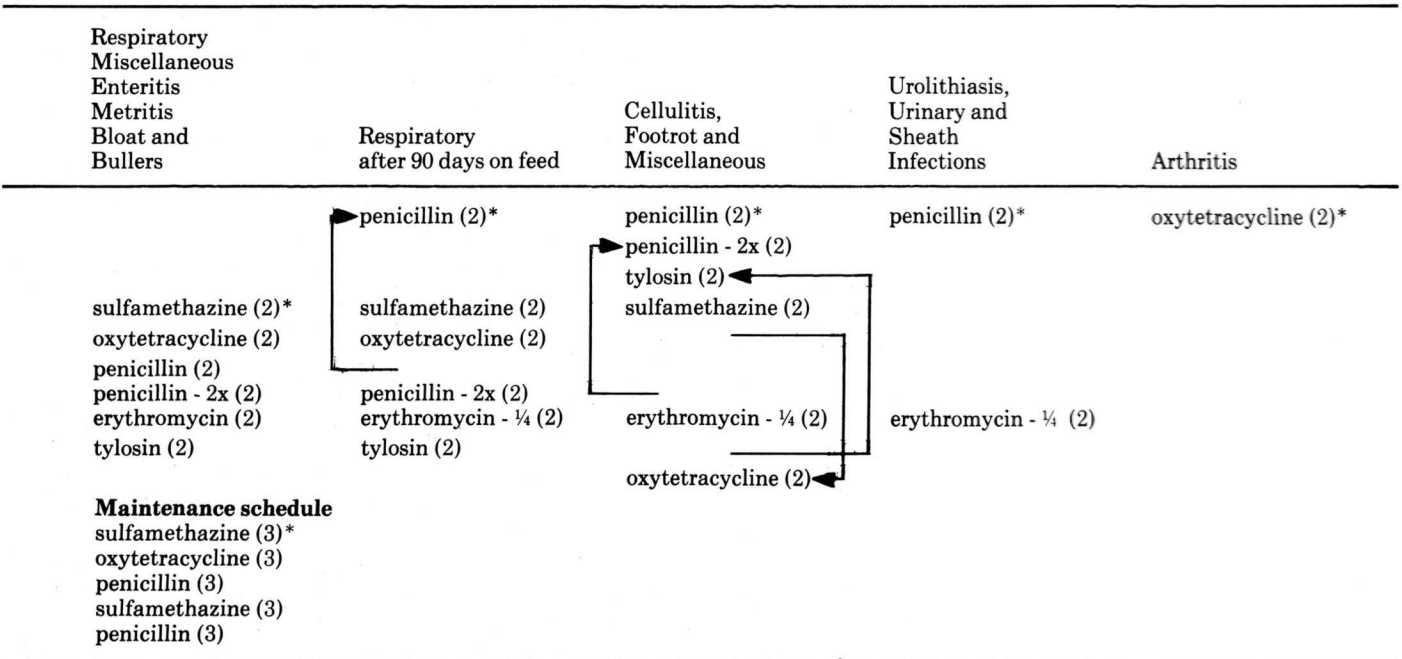 Respiratory
Miscellaneous
Enteritis
Metritis
Bloat and
Bullers
Respiratory
after 90 days on feed
Cellulitis,
Footrot and
Miscellaneous
Urolithiasis,
Urinary and
Sheath
Infections
Arthritis
penicillin (2)* penicillin (2)* penicillin (2)* oxytetracycline (2)*
penicillin - 2x (2)
tylosin (2)
sulfamethazine (2)* sulfamethazine (2) sulfamethazine (2)
oxytetracycline (2) oxytetracycline (2)
penicillin (2)
penicillin - 2x (2) penicillin - 2x (2)
erythromycin (2) erythromycin - ¼ (2) erythromycin - ¼ (2) erythromycin - ¼ (2)
tylosin (2) tylosin (2)
oxytetracycline (2)
Maintenance schedule
sulfamethazine (3)*
oxytetracycline (3)
penicillin (3)
sulfamethazine (3)
penicillin (3)